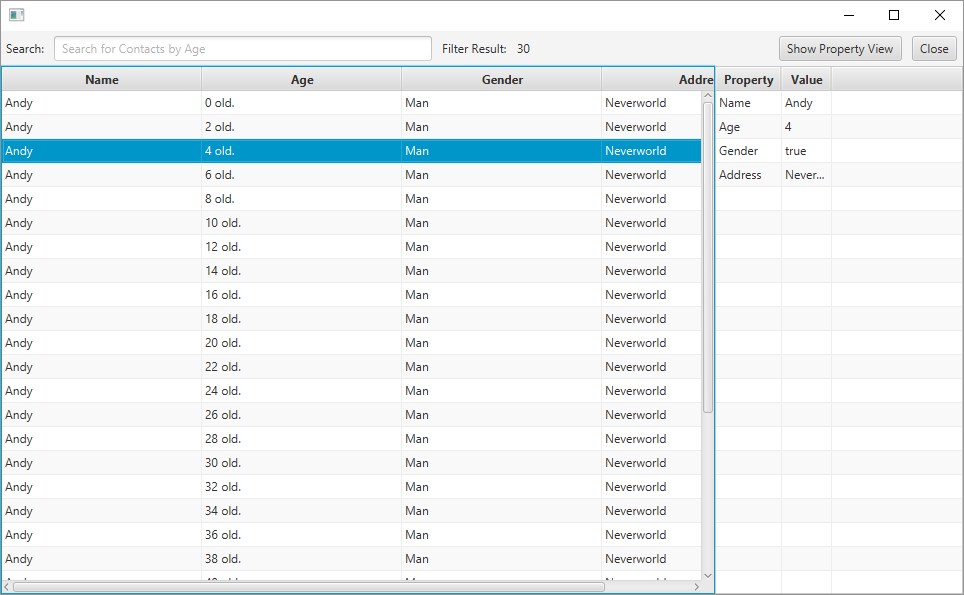 Search: Search for Contacts by Age Filter Result: 30 Show Property View Close
Name Age Gender Addre Property Value
Andy 0 old. Man Neverworld Name Andy
Andy 2 old. Man Neverworld Age 4
Andy 4 old. Man Neverworld Gender true
Andy 6 old. Man Neverworld Address Never...
Andy 8 old. Man Neverworld
Andy 10 old. Man Neverworld
Andy 12 old. Man Neverworld
Andy 14 old. Man Neverworld
Andy 16 old. Man Neverworld
Andy 18 old. Man Neverworld
Andy 20 old. Man Neverworld
Andy 22 old. Man Neverworld
Andy 24 old. Man Neverworld
Andy 26 old. Man Neverworld
Andy 28 old. Man Neverworld
Andy 30 old. Man Neverworld
Andy 32 old. Man Neverworld
Andy 34 old. Man Neverworld
Andy 36 old. Man Neverworld
Andy 38 old. Man Neverworld